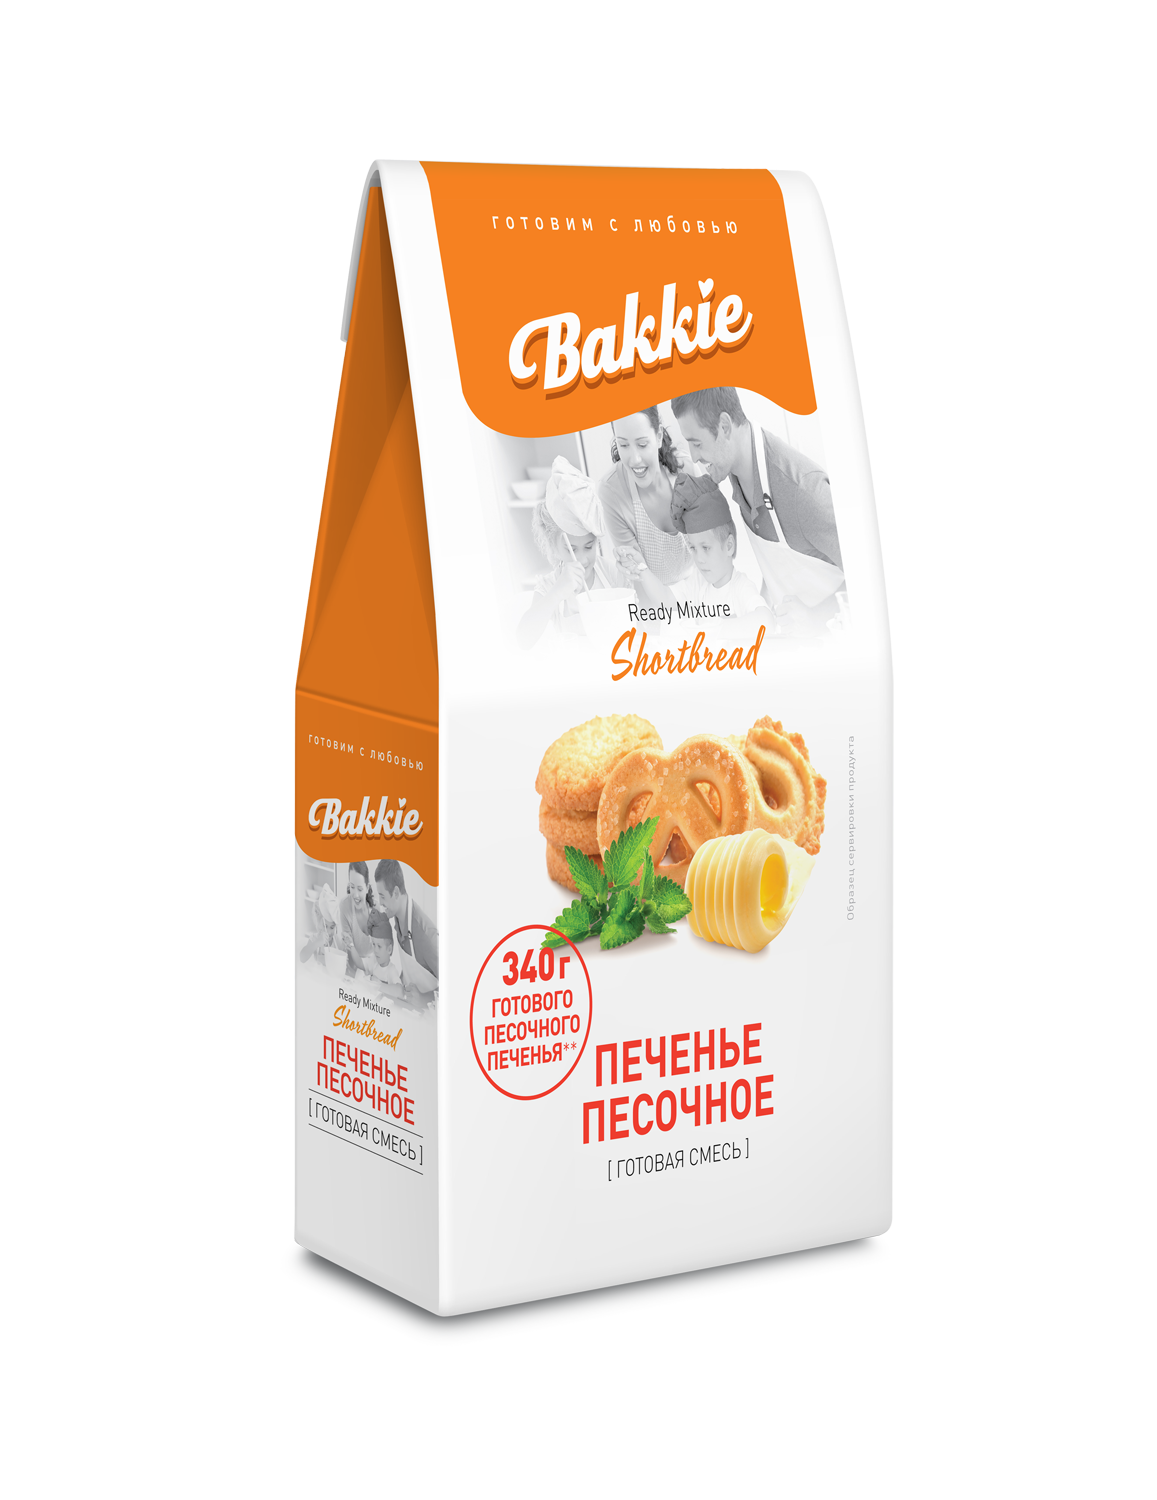 ГОТОВИМ С ЛЮБОВЬЮ
Bakkie
Ready Mixture
Shortbread
Образец сервировки продукта
340 г
ГОТОВОГО
ПЕСОЧНОГО
ПЕЧЕНЬЯ**
ПЕЧЕНЬЕ
ПЕСОЧНОЕ
[ ГОТОВАЯ СМЕСЬ ]
ГОТОВИМ С ЛЮБОВЬЮ
Bakkie
Ready Mixture
Shortbread
ПЕЧЕНЬЕ
ПЕСОЧНОЕ
[ ГОТОВАЯ СМЕСЬ ]